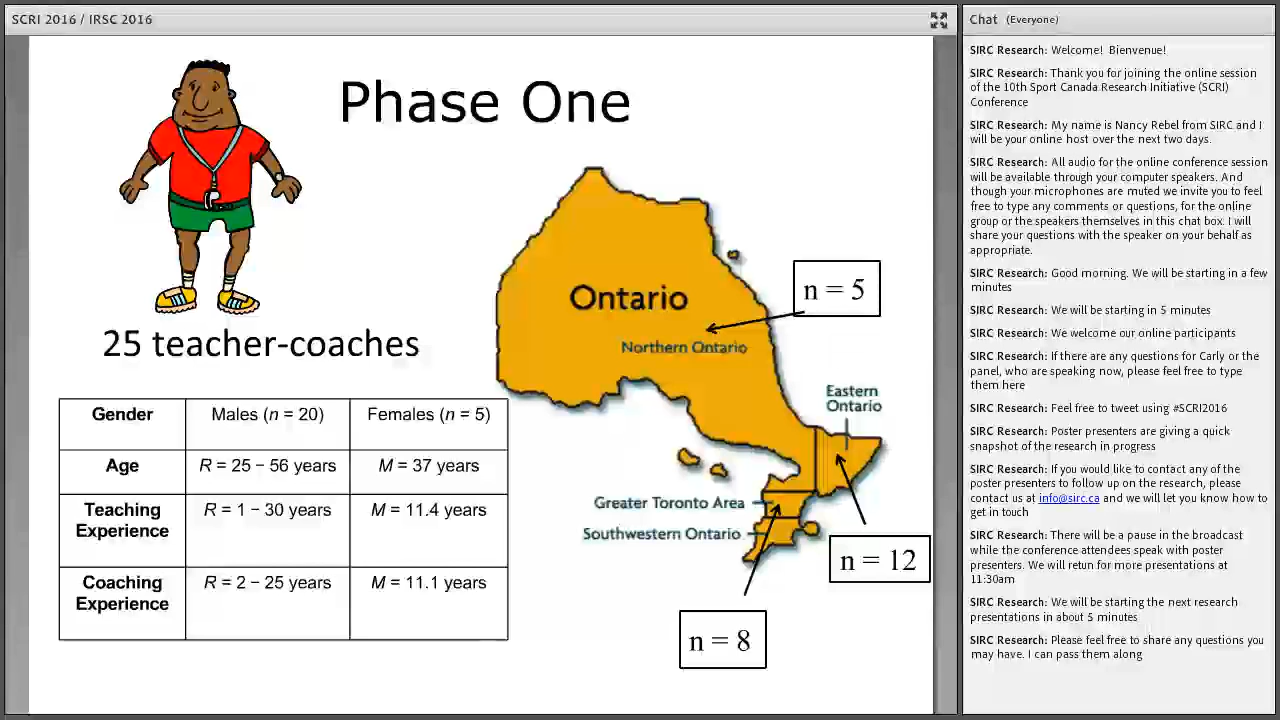 SCRI 2016 / IRSC 2016
Phase One
25 teacher-coaches
Gender Males (n = 20) Females (n = 5)
Age R = 25 − 56 years M = 37 years
Teaching R = 1 − 30 years M = 11.4 years
Experience
Coaching R = 2 − 25 years M = 11.1 years
Experience
Ontario
n = 5
Northern Ontario
Eastern
Ontario
Greater Toronto Area
Southwestern Ontario
n = 12
n = 8
Chat (Everyone)
SIRC Research: Welcome! Bienvenue!
SIRC Research: Thank you for joining the online session
of the 10th Sport Canada Research Initiative (SCRI)
Conference
SIRC Research: My name is Nancy Rebel from SIRC and I
will be your online host over the next two days.
SIRC Research: All audio for the online conference session
will be available through your computer speakers. And
though your microphones are muted we invite you to feel
free to type any comments or questions, for the online
group or the speakers themselves in this chat box. I will
share your questions with the speaker on your behalf as
appropriate.
SIRC Research: Good morning. We will be starting in a few
minutes
SIRC Research: We will be starting in 5 minutes
SIRC Research: We welcome our online participants
SIRC Research: If there are any questions for Carly or the
panel, who are speaking now, please feel free to type
them here
SIRC Research: Feel free to tweet using #SCRI2016
SIRC Research: Poster presenters are giving a quick
snapshot of the research in progress
SIRC Research: If you would like to contact any of the
poster presenters to follow up on the research, please
contact us at info@sirc.ca and we will let you know how to
get in touch
SIRC Research: There will be a pause in the broadcast
while the conference attendees speak with poster
presenters. We will retun for more presentations at
11:30am
SIRC Research: We will be starting the next research
presentations in about 5 minutes
SIRC Research: Please feel free to share any questions you
may have. I can pass them along